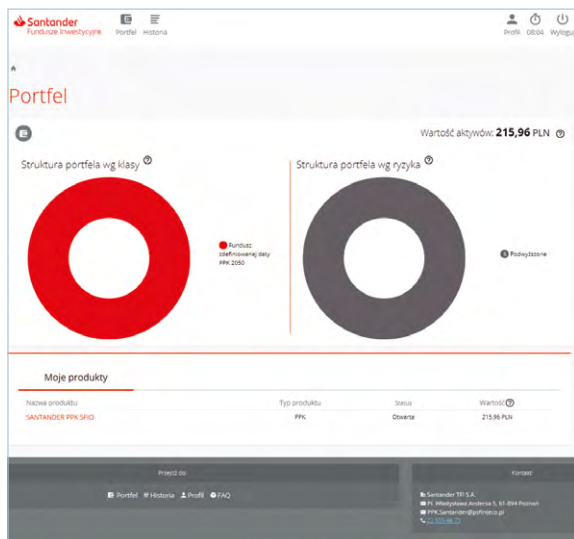 Santander
Fundusze Inwestycyjne
Portfel Historia
Profil 08:04 Wyloguj
Portfel
Wartość aktywów: 215,96 PLN
Struktura portfela wg klasy
Struktura portfela wg ryzyka
Fundusz
zdefiniowanej daty
PPK 2050
Podwyższone
Moje produkty
Nazwa produktu Typ produktu Status Wartość
SANTANDER PPK SFIO PPK Otwarta 215,96 PLN
Przejdź do:
Kontakt
Portfel Historia Profil FAQ
Santander TFI S.A.
Pl. Władysława Andersa 5, 61-894 Poznań
PPK.Santander@psfinteco.pl